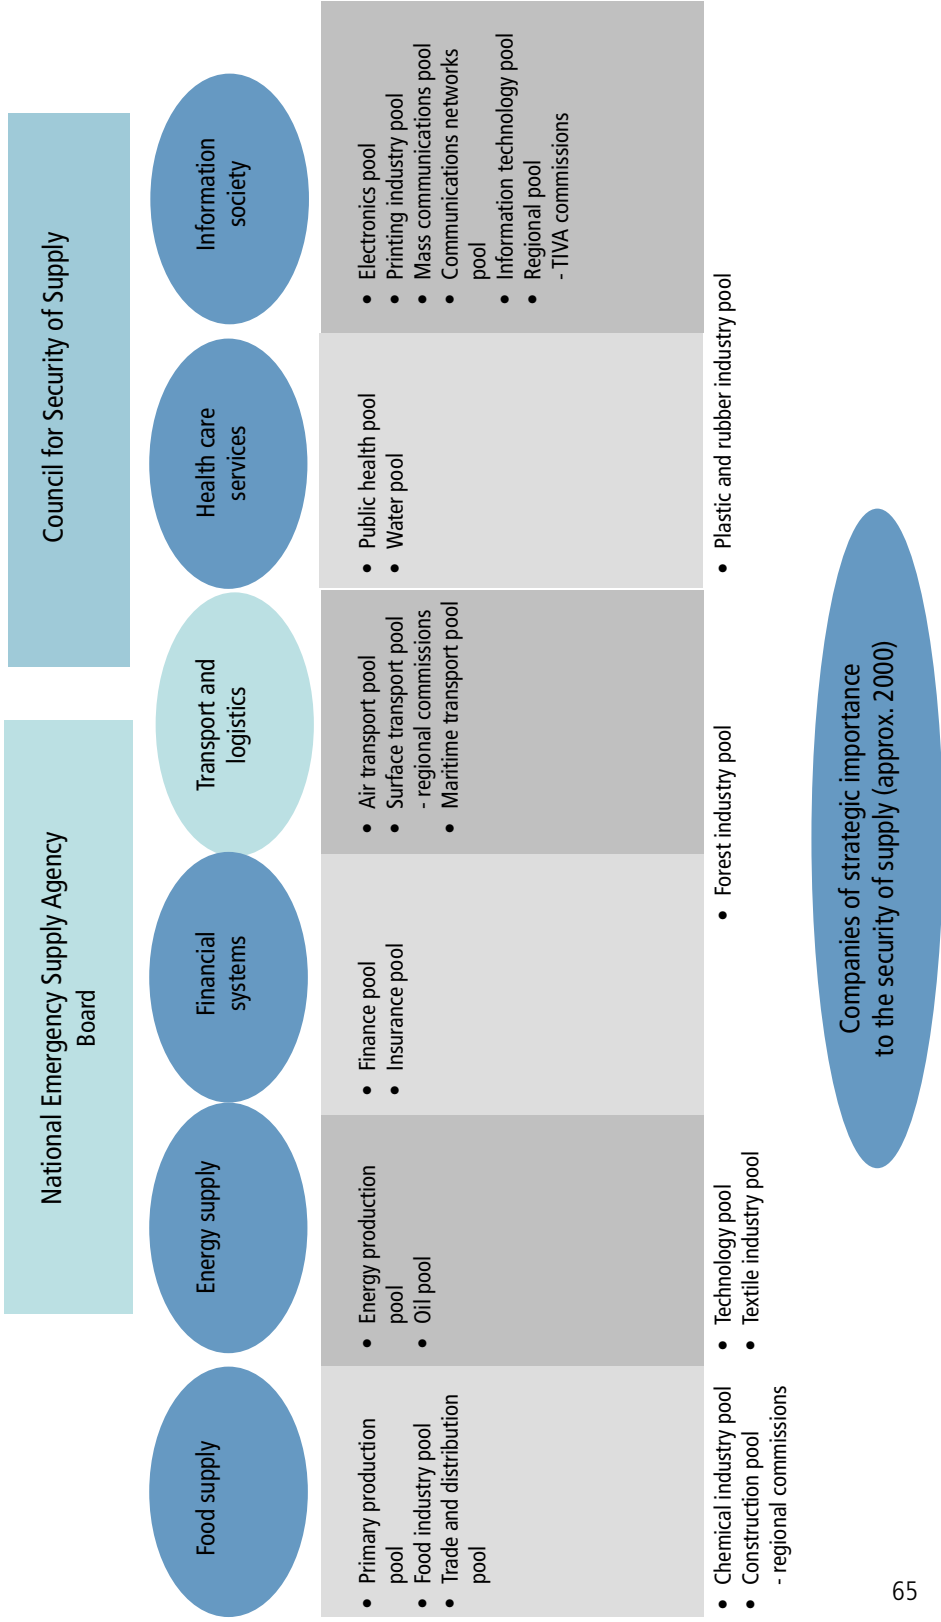 National Emergency Supply Agency
Board
Council for Security of Supply
Food supply
Energy supply
Financial
systems
Transport and
logistics
Health care
services
Information
society
• Primary production
pool
• Food industry pool
• Trade and distribution
pool
• Energy production
pool
• Oil pool
• Finance pool
• Insurance pool
• Air transport pool
• Surface transport pool
- regional commissions
• Maritime transport pool
• Public health pool
• Water pool
• Electronics pool
• Printing industry pool
• Mass communications pool
• Communications networks
pool
• Information technology pool
• Regional pool
- TIVA commissions
• Chemical industry pool
• Construction pool
- regional commissions
• Technology pool
• Textile industry pool
• Forest industry pool
• Plastic and rubber industry pool
Companies of strategic importance
to the security of supply (approx. 2000)
65